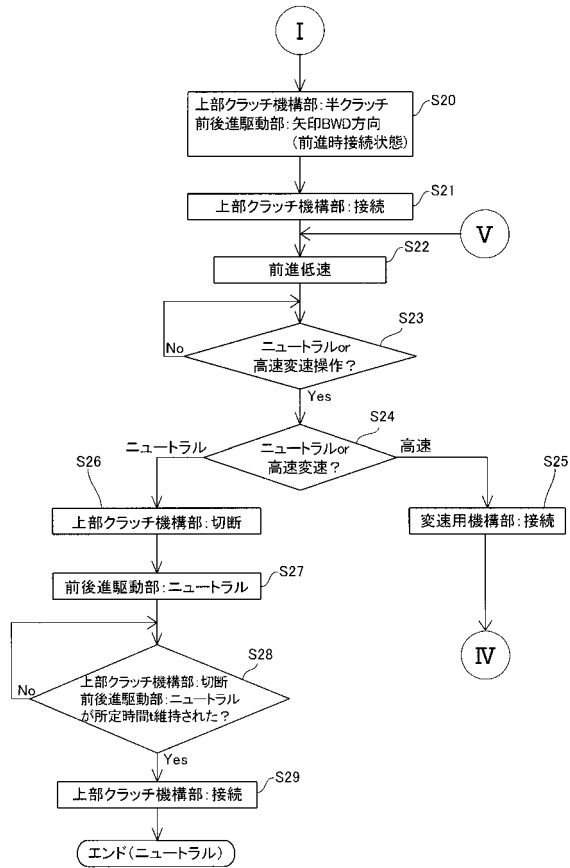 I
上部クラッチ機構部:半クラッチ
前後進駆動部:矢印BWD方向
(前進時接続状態)
S20
上部クラッチ機構部:接続
S21
V
前進低速
S22
ニュートラルor
高速変速操作?
S23
No
Yes
ニュートラルor
高速変速?
S24
ニュートラル
高速
上部クラッチ機構部:切断
S26
変速用機構部:接続
S25
前後進駆動部:ニュートラル
S27
IV
上部クラッチ機構部:切断
前後進駆動部:ニュートラル
が所定時間t維持された?
S28
No
Yes
上部クラッチ機構部:接続
S29
エンド(ニュートラル)